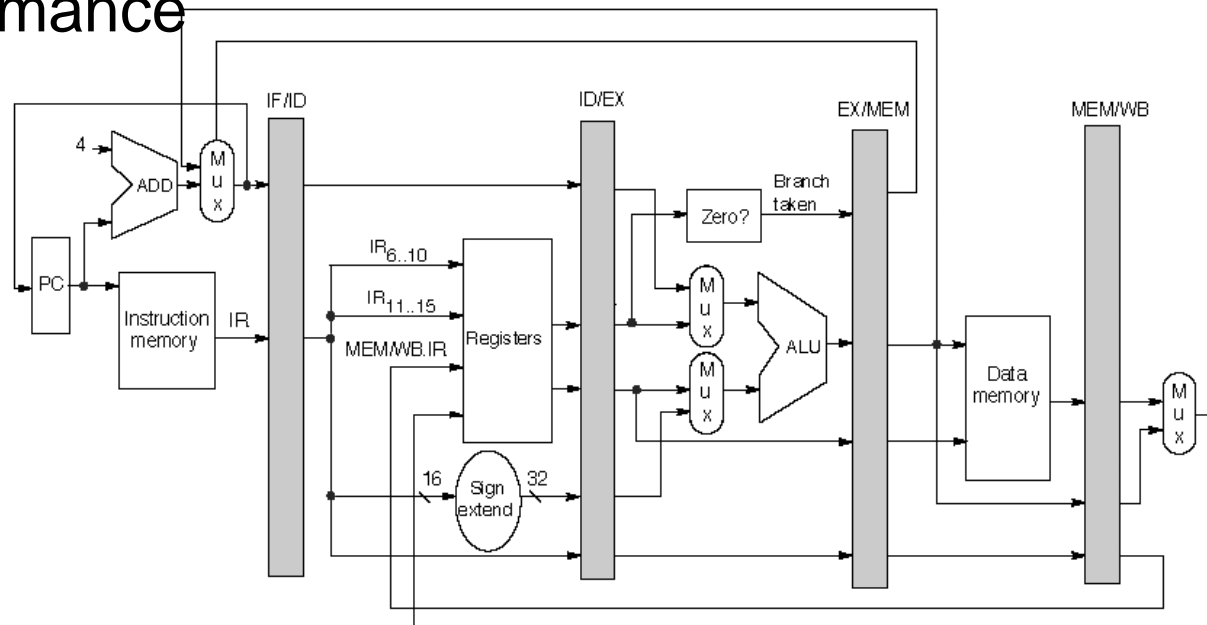 mance
IF/ID
ID/EX
EX/MEM
MEM/WB
4
ADD
M
u
x
Branch
taken
Zero?
PC
IR6..10
IR11..15
Instruction
memory
IR
MEM/WB.IR
Registers
M
u
x
M
u
x
ALU
Data
memory
M
u
x
16
Sign
extend
32